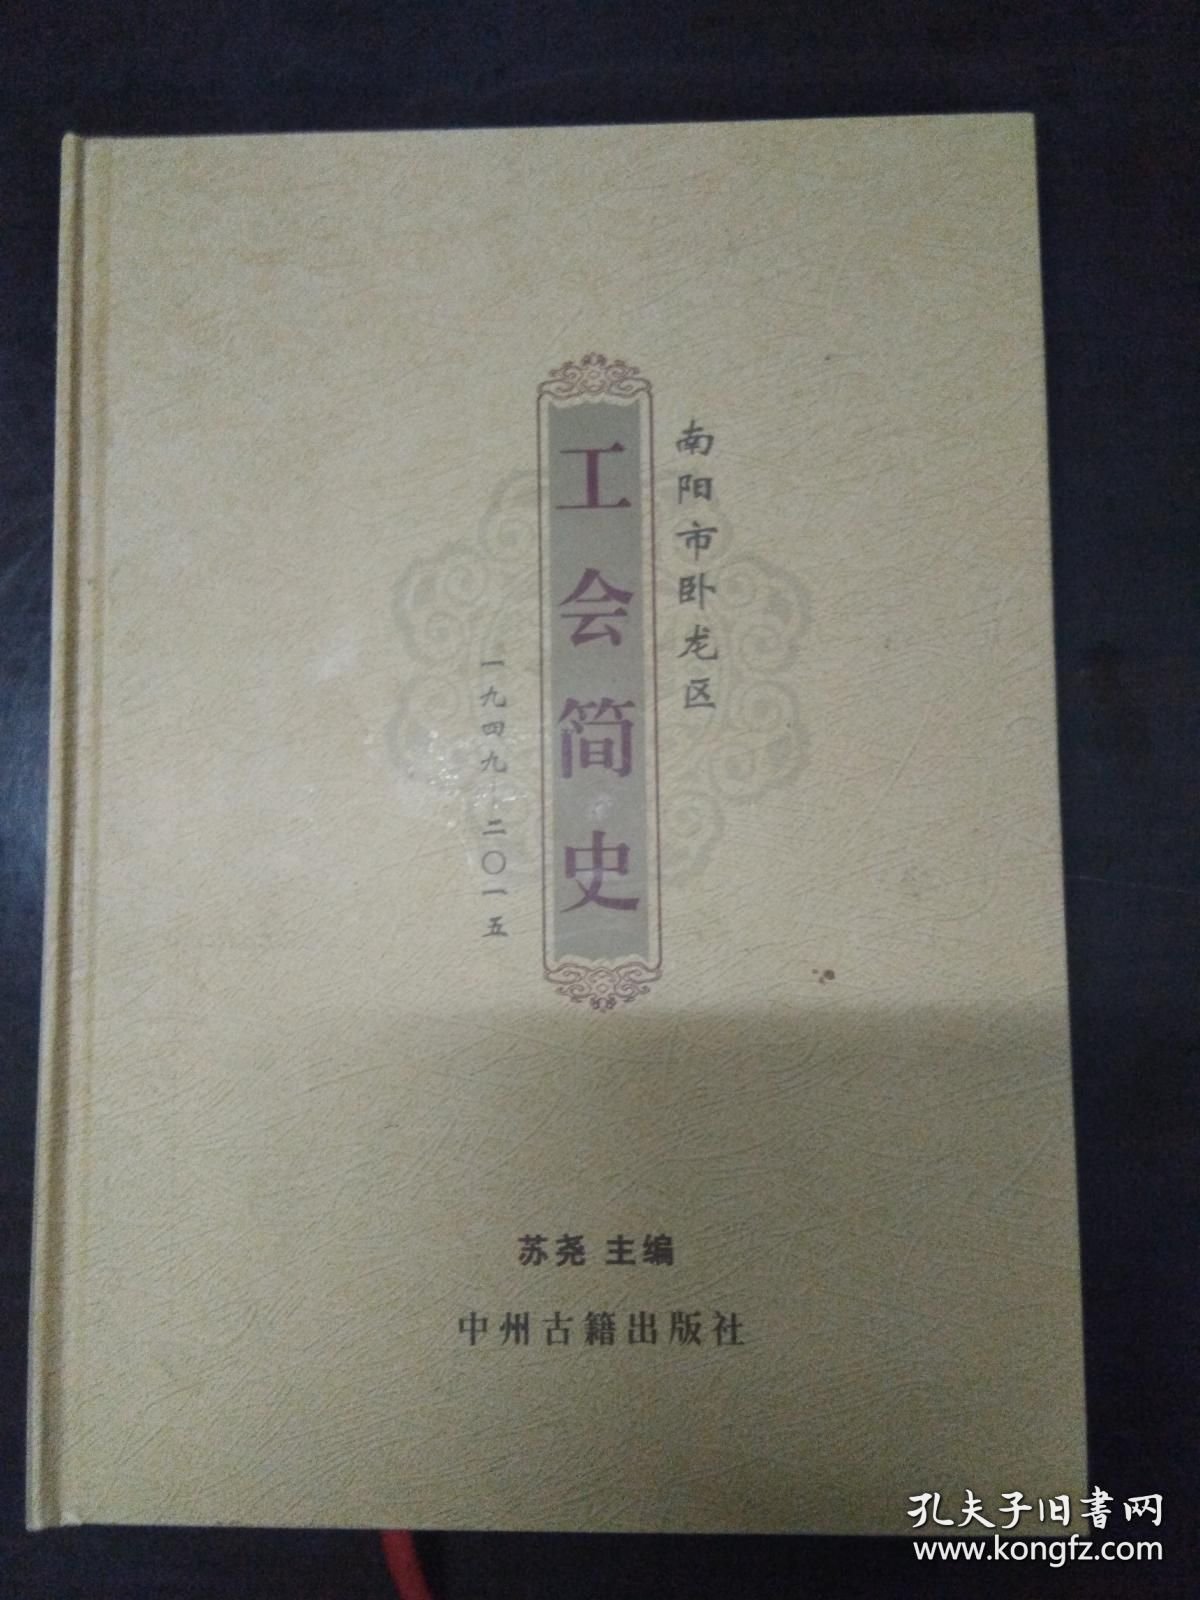 南阳市卧龙区
工会简史
一九四九—二〇一五
苏尧 主编
中州古籍出版社
孔夫子旧書网
www.kongfz.com